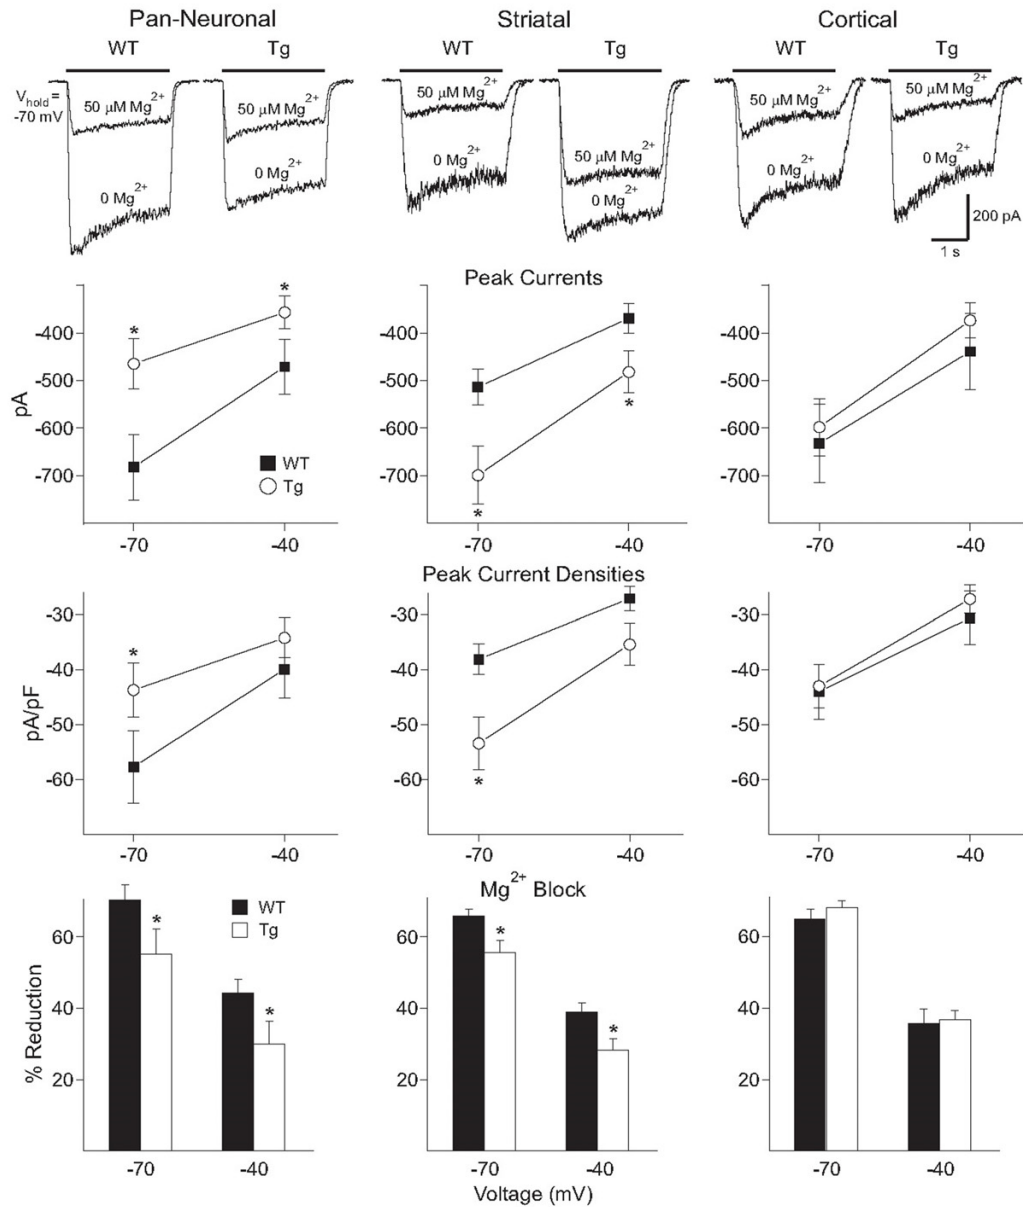 Pan-Neuronal Striatal Cortical
WT Tg WT Tg WT Tg
V hold = -70 mV
50 μM Mg²⁺ 50 μM Mg²⁺ 50 μM Mg²⁺ 50 μM Mg²⁺ 50 μM Mg²⁺ 50 μM Mg²⁺
0 Mg²⁺ 0 Mg²⁺ 0 Mg²⁺ 0 Mg²⁺ 0 Mg²⁺ 0 Mg²⁺
200 pA
1 s
Peak Currents
pA
* * * *
-400 -400 -400
-500 -500 -500
-600 -600 -600
-700 -700 -700
WT
Tg
-70 -40 -70 -40 -70 -40
Peak Current Densities
pA/pF
* *
-30 -30 -30
-40 -40 -40
-50 -50 -50
-60 -60 -60
-70 -40 -70 -40 -70 -40
Mg²⁺ Block
WT
Tg
% Reduction
* * * *
60 60 60
40 40 40
20 20 20
-70 -40 -70 -40 -70 -40
Voltage (mV)